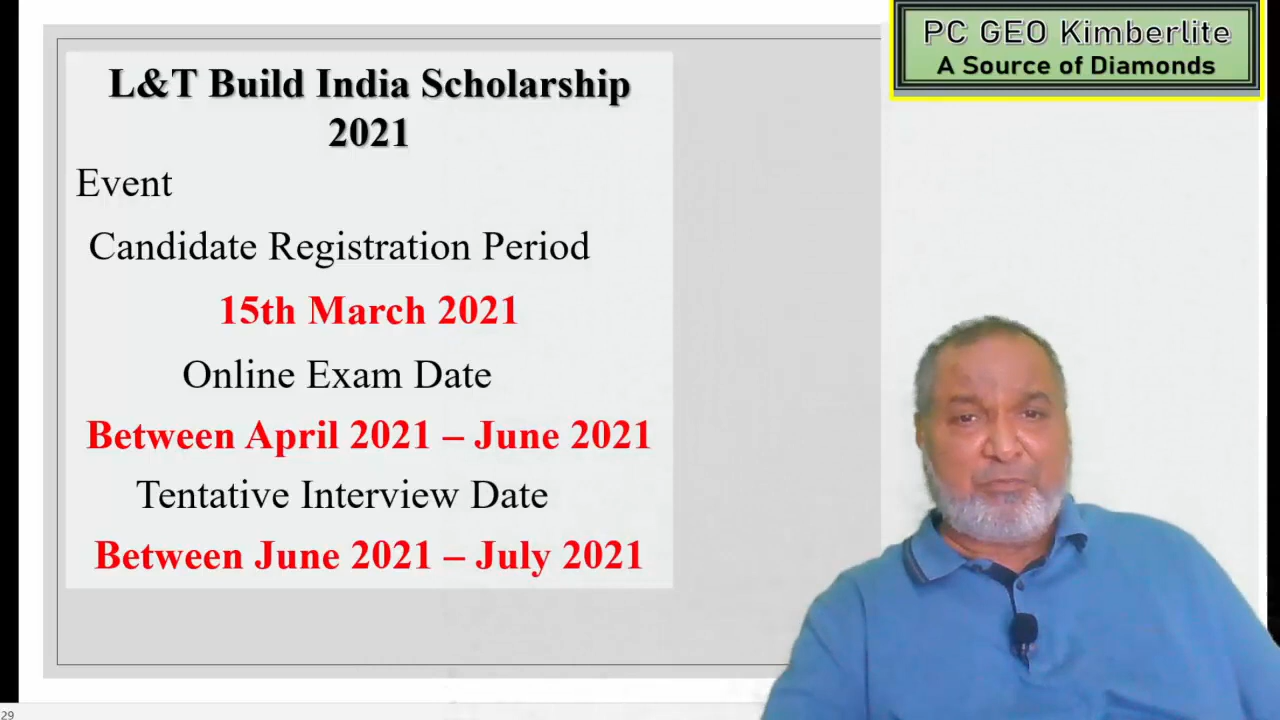 L&T Build India Scholarship
2021
Event
Candidate Registration Period
15th March 2021
Online Exam Date
Between April 2021 – June 2021
Tentative Interview Date
Between June 2021 – July 2021
PC GEO Kimberlite
A Source of Diamonds
29